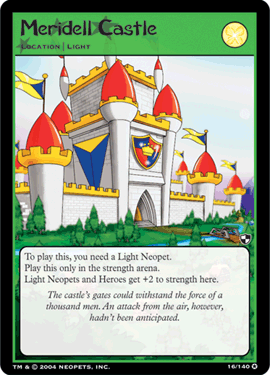 Meridell Castle
Location | Light
To play this, you need a Light Neopet.
Play this only in the strength arena.
Light Neopets and Heroes get +2 to strength here.
The castle's gates could withstand the force of a
thousand men. An attack from the air, however,
hadn't been anticipated.
TM & © 2004 NEOPETS, INC.
16/140